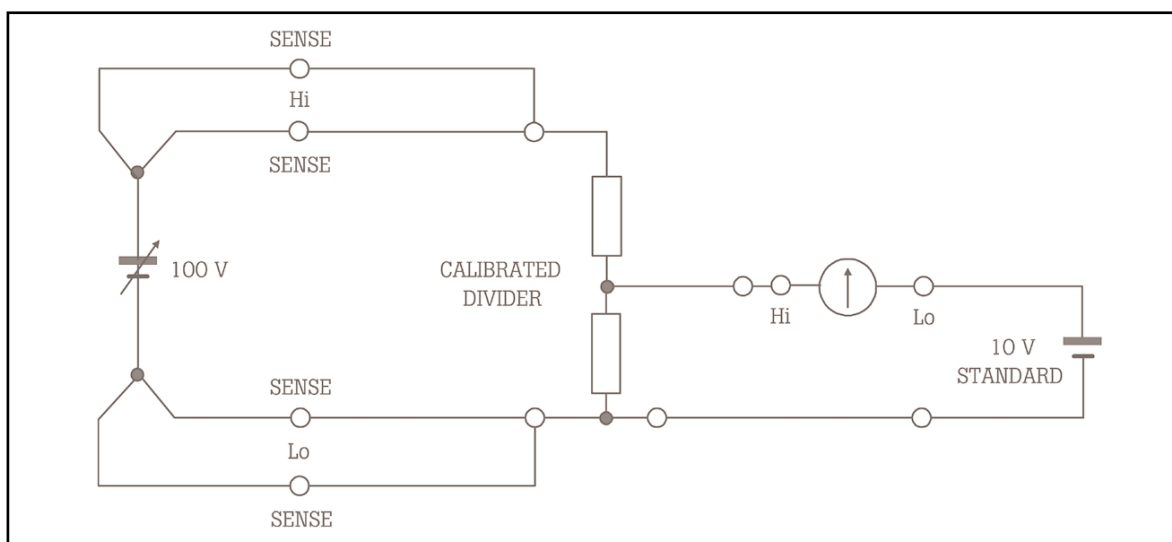 SENSE
Hi
SENSE
100 V
CALIBRATED
DIVIDER
Hi
Lo
10 V
STANDARD
SENSE
Lo
SENSE